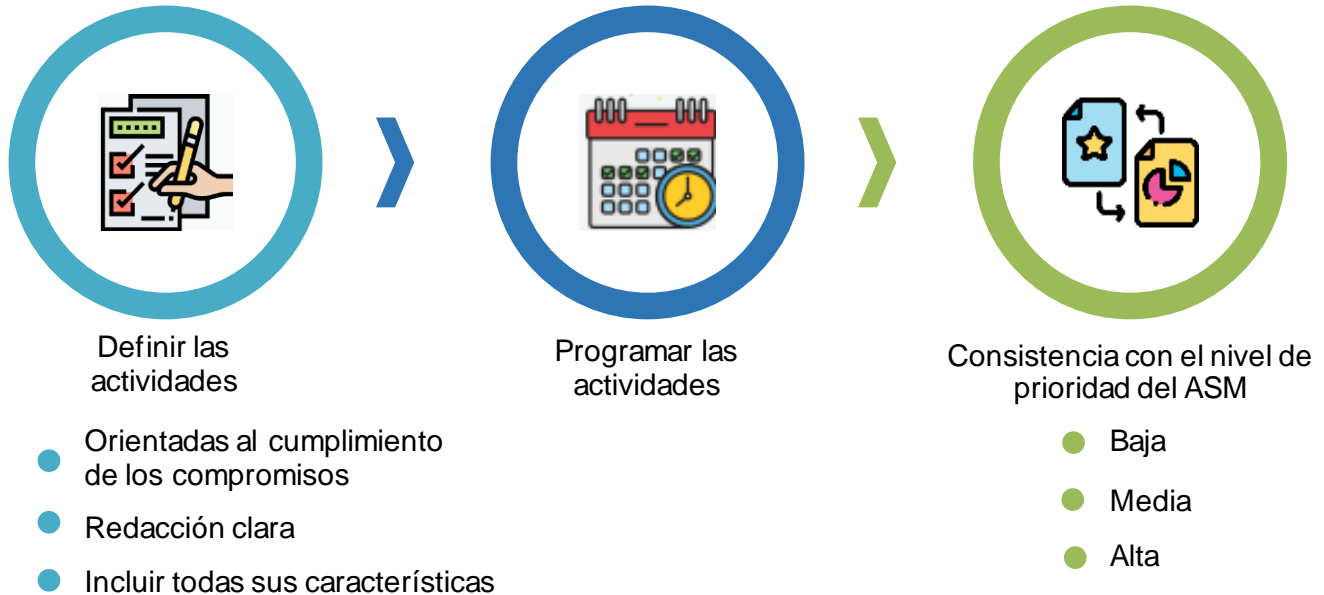 Definir las
actividades
Orientadas al cumplimiento
de los compromisos
Redacción clara
Incluir todas sus características
Programar las
actividades
Consistencia con el nivel de
prioridad del ASM
Baja
Media
Alta